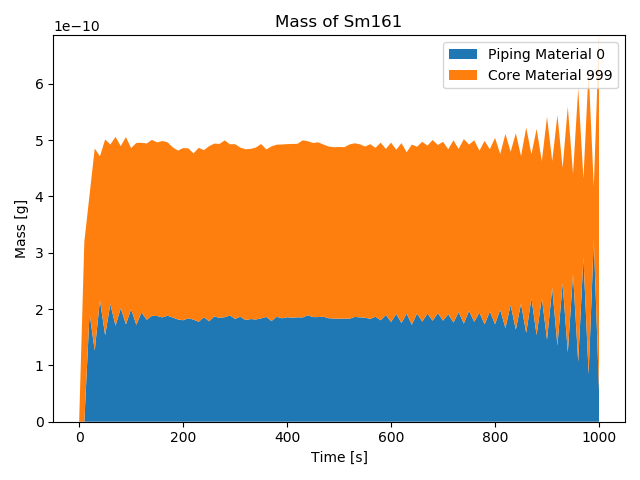 Mass of Sm161
1e−10
Piping Material 0
Core Material 999
6
5
4
3
2
1
0
Mass [g]
0 200 400 600 800 1000
Time [s]